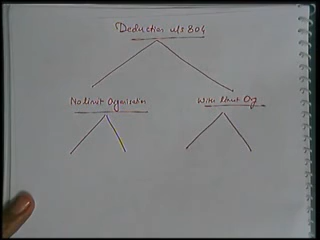 Deduction u/s 80G
No limit Organisation
With limit Org